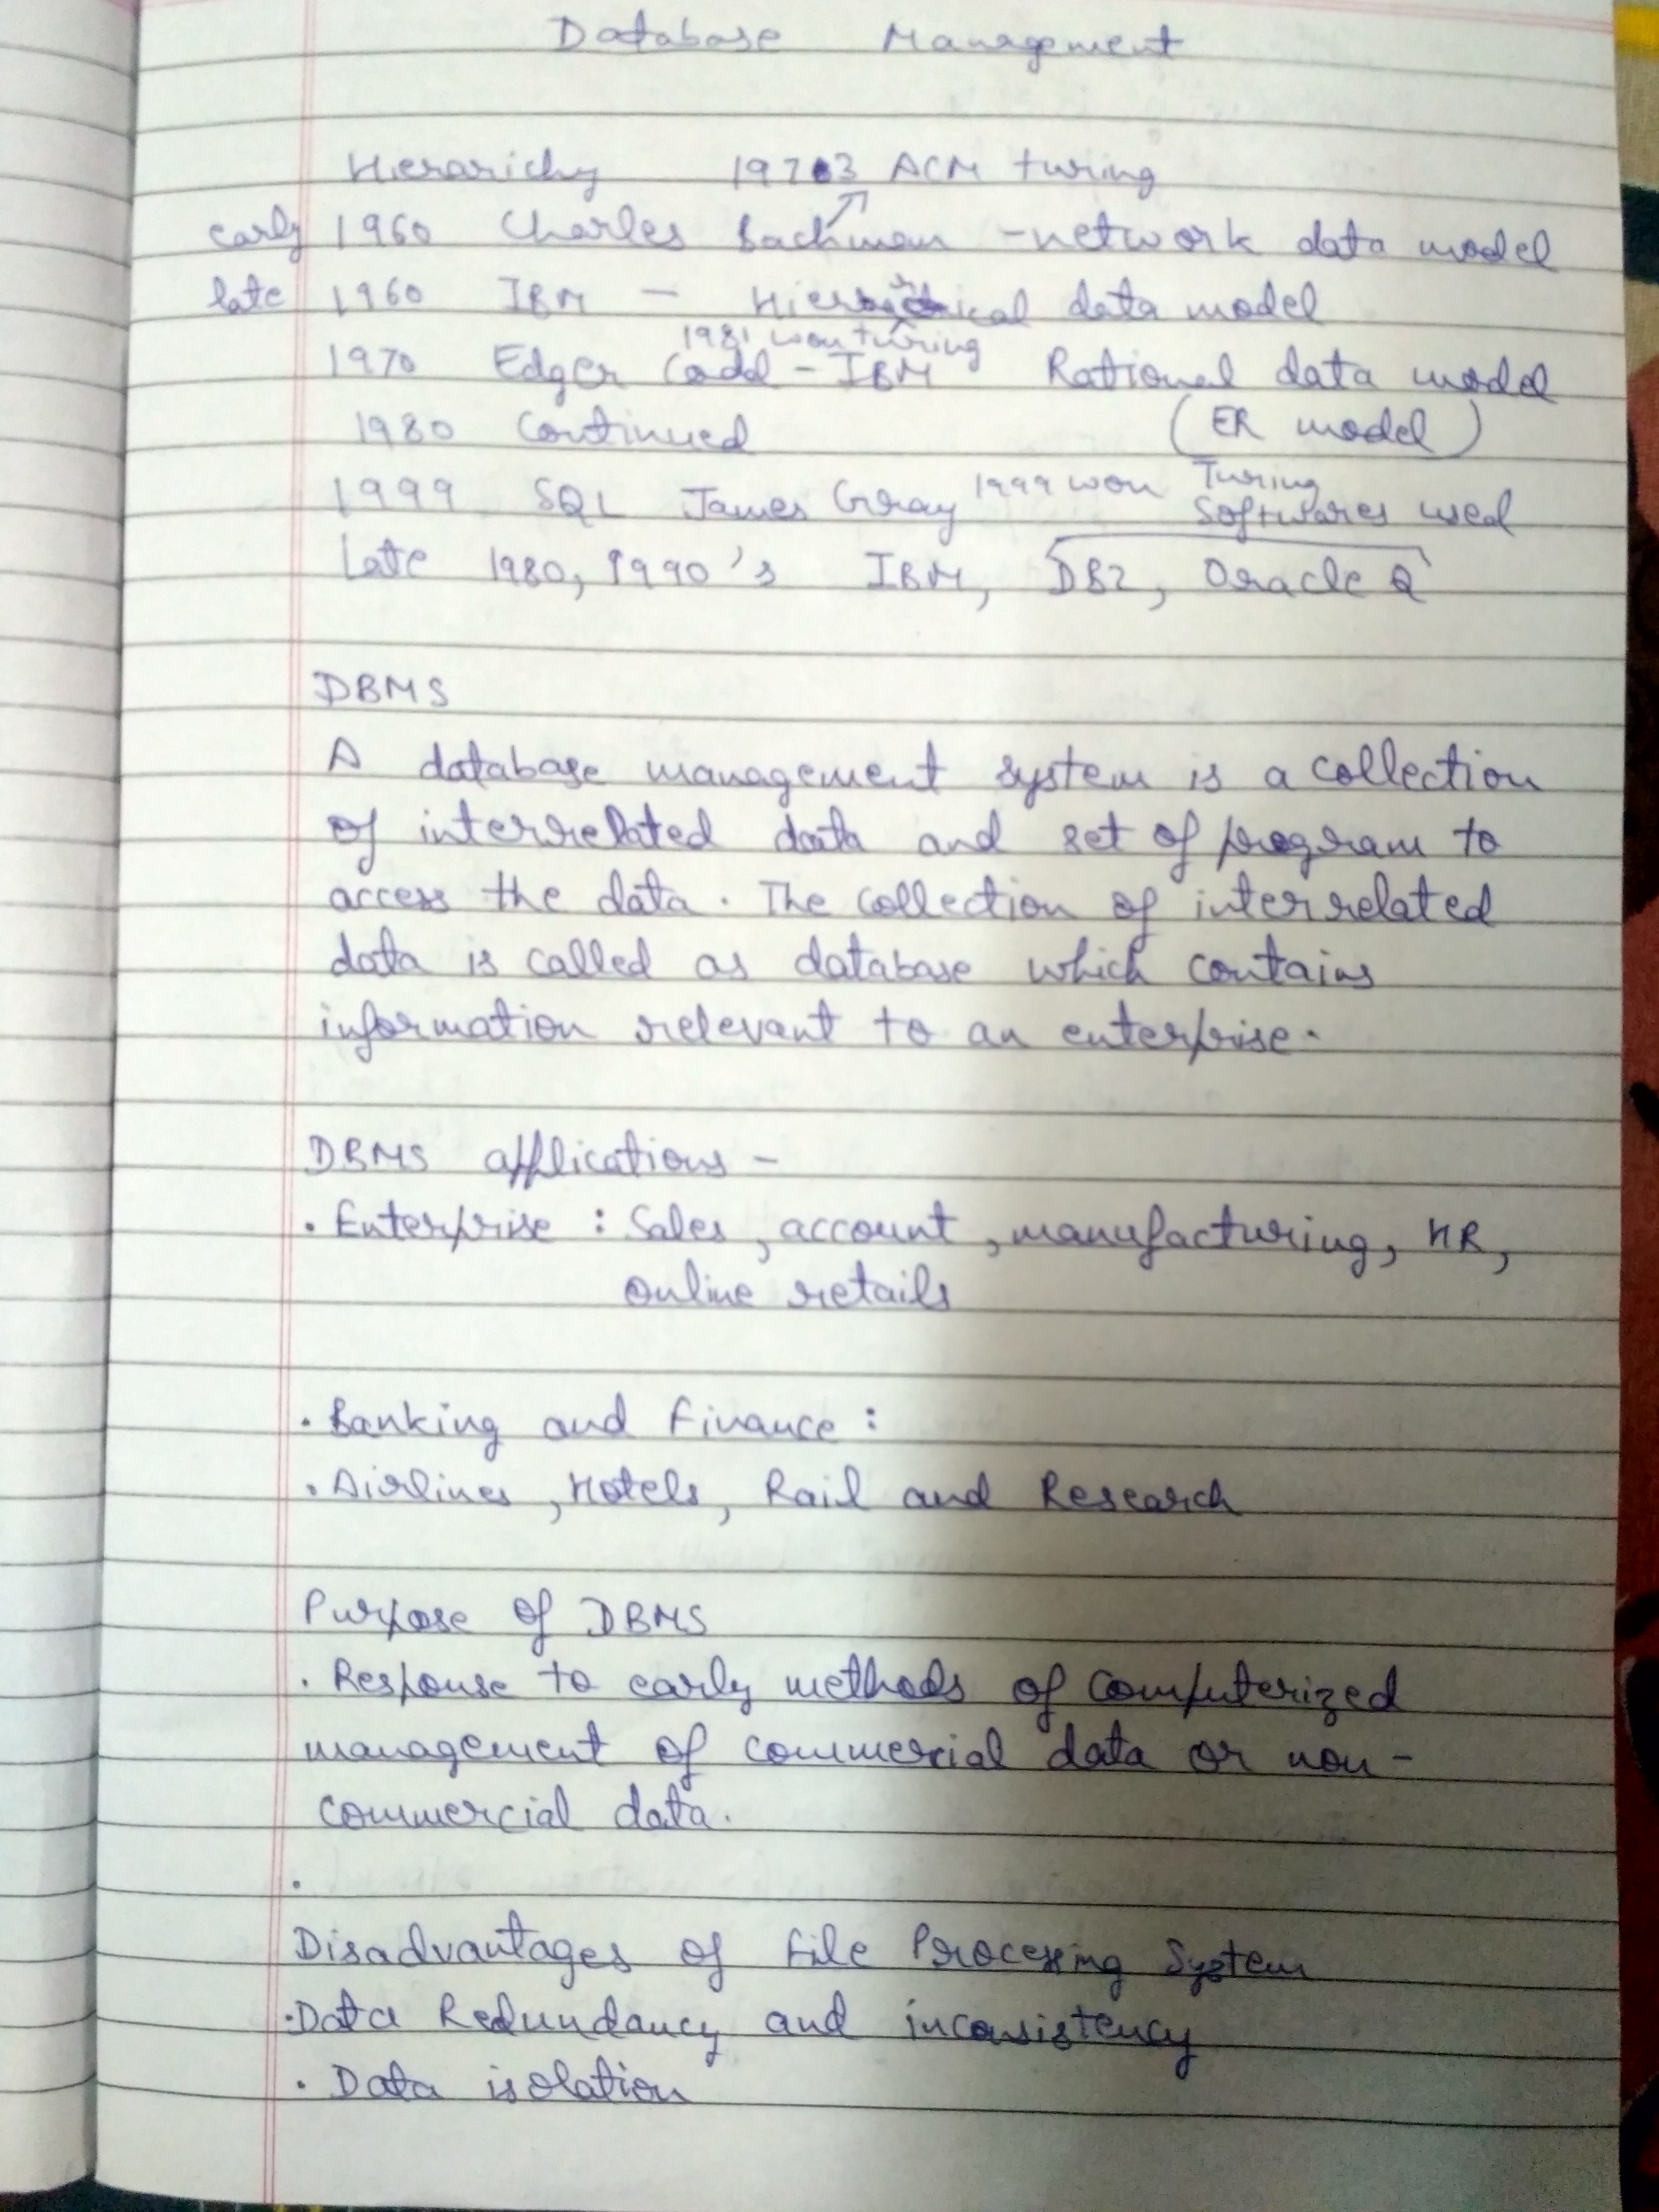 Database Management
Hierarichy 1973 ACM turing
early 1960 Charles Bachman - network data model
late 1960 IBM - Hierarchical data model
1981 won turing
1970 Edger Codd - IBM Rational data model
1980 Continued (ER model)
1999 SQL James Gray 1999 won Turing
Softwares used
Late 1980, 1990's IBM, DB2, Oracle
DBMS
A database management system is a collection
of interrelated data and set of program to
access the data. The collection of interrelated
data is called as database which contains
information relevant to an enterprise.
DBMS applications -
• Enterprise : Sales, account, manufacturing, HR,
online retails
• Banking and Finance :
• Airlines, Hotels, Rail and Research
Purpose of DBMS
• Response to early methods of computerized
management of commercial data or non-
commercial data.
•
Disadvantages of File Processing System
• Data Redundancy and inconsistency
• Data isolation